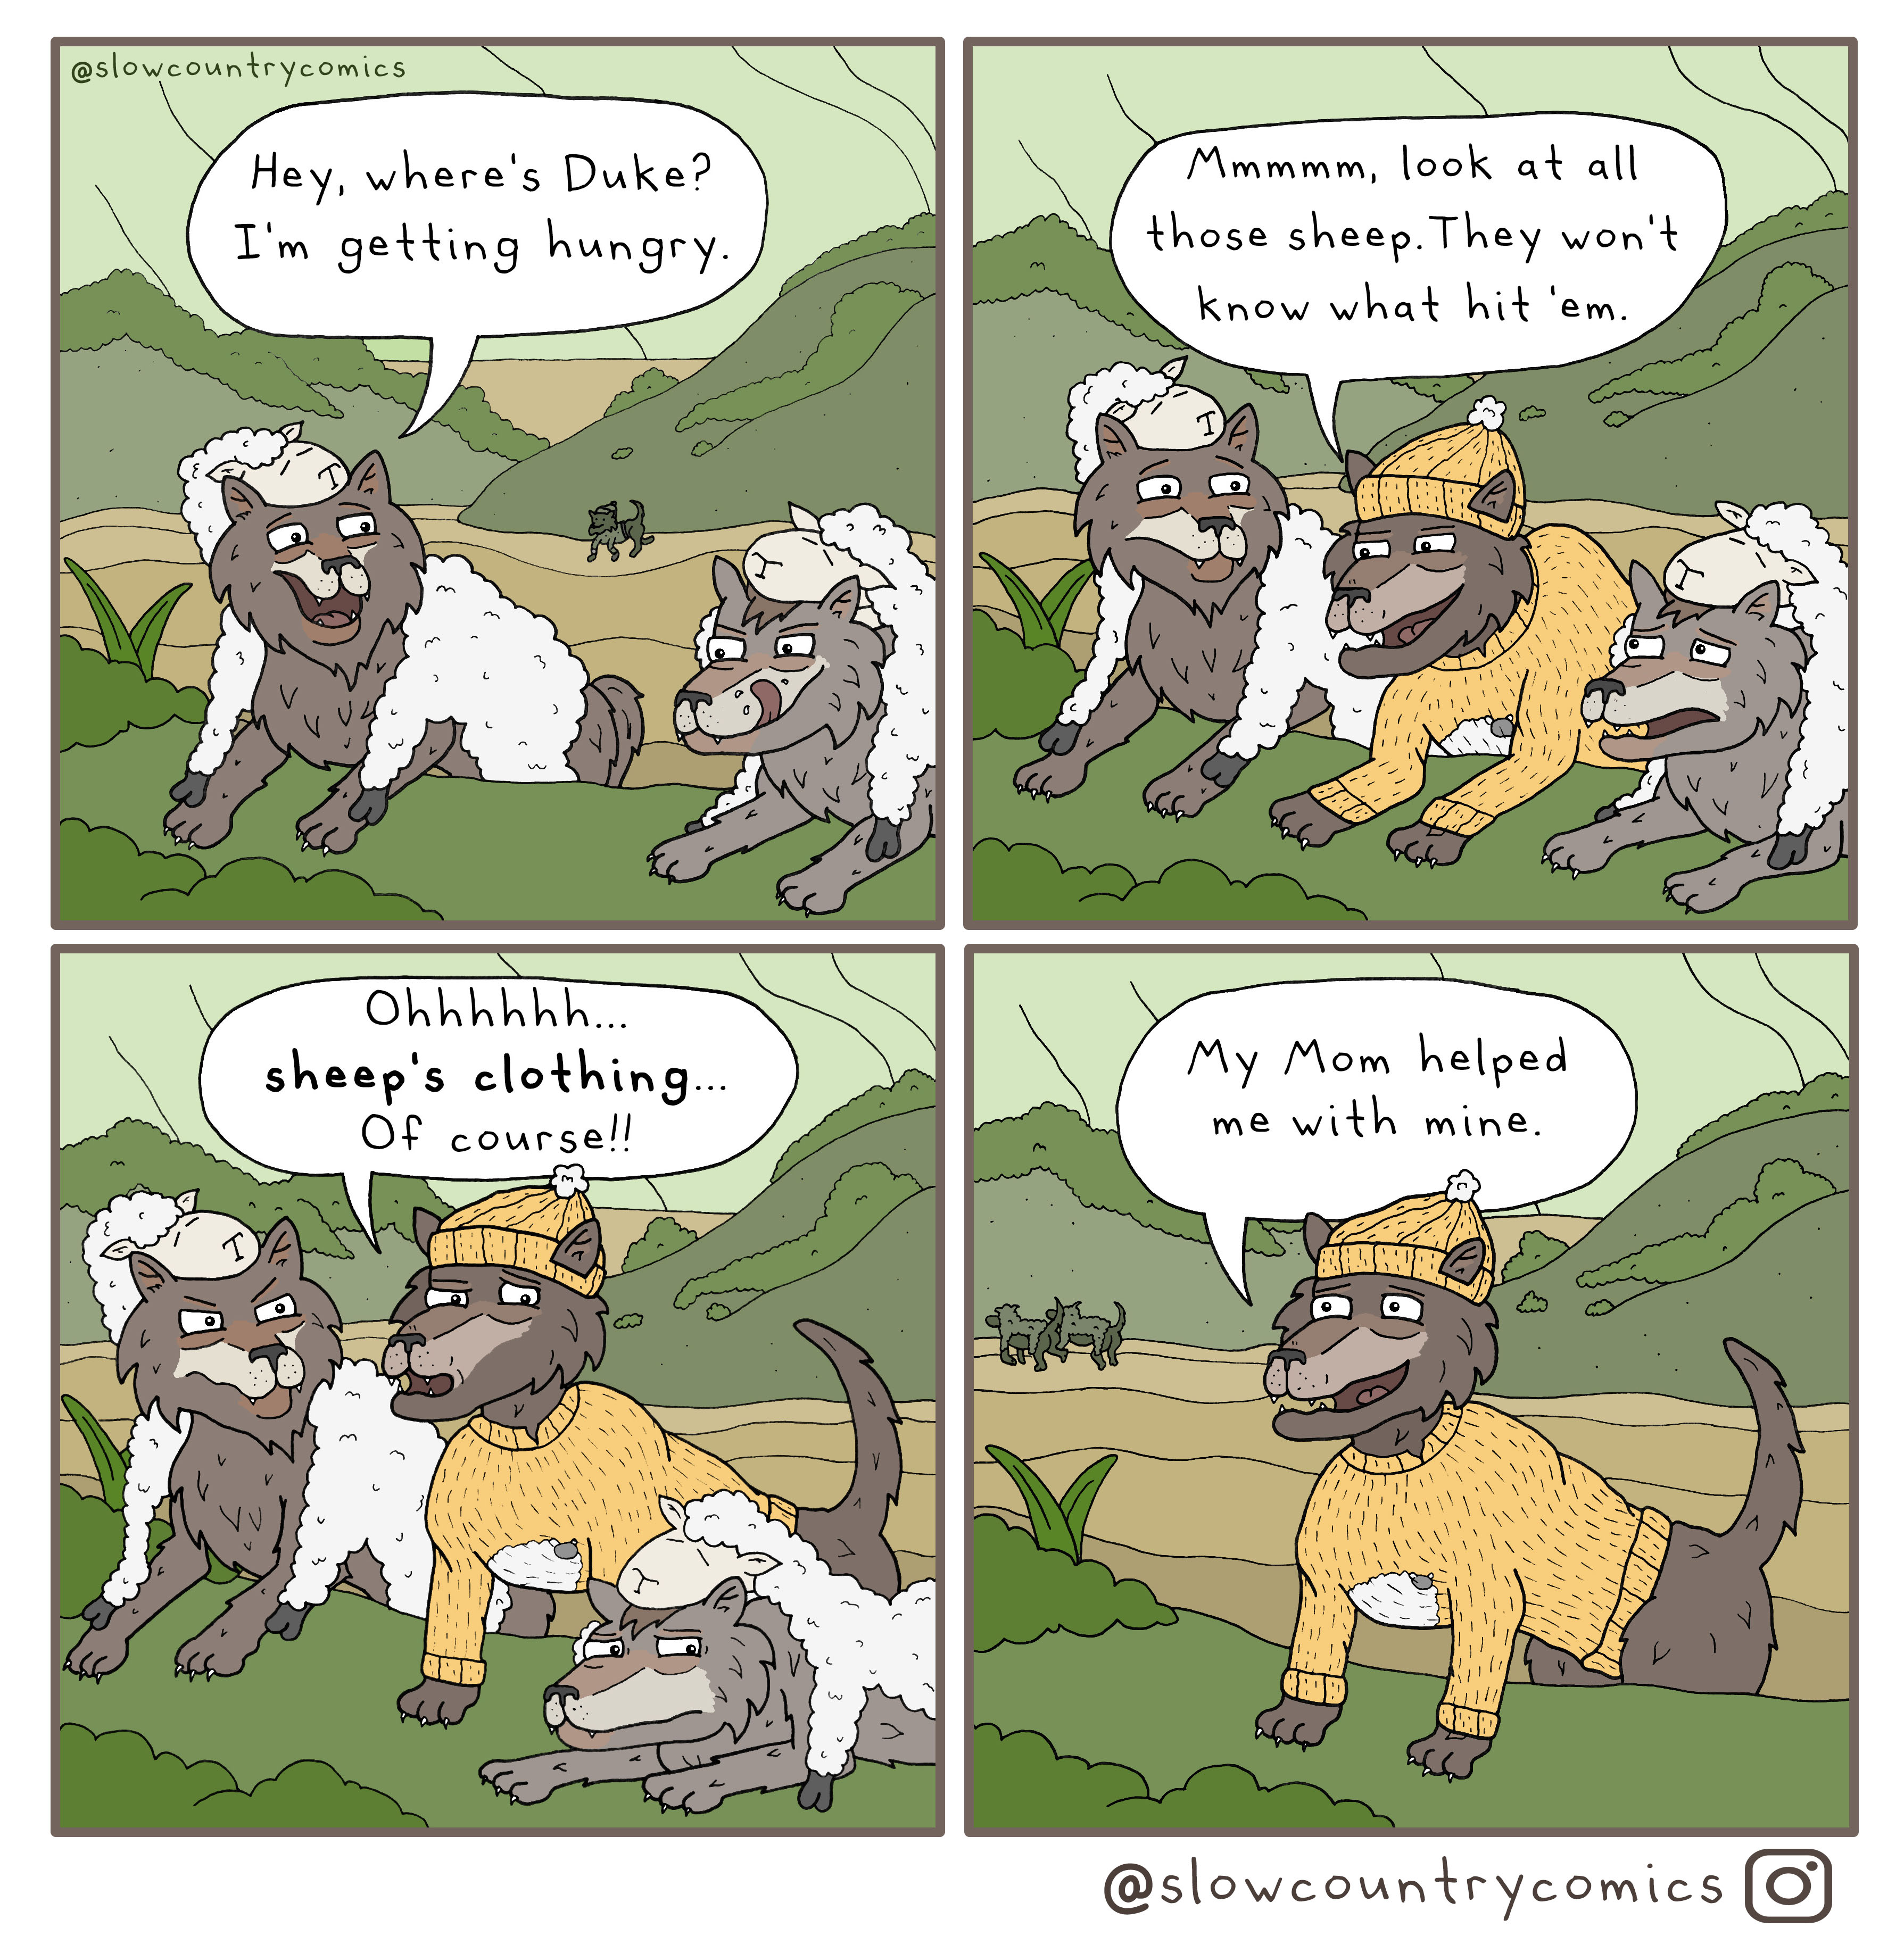 @slowcountrycomics
Hey, where's Duke?
I'm getting hungry.
Mmmmm, look at all
those sheep. They won't
know what hit 'em.
Ohhhhhh...
sheep's clothing...
Of course!!
My Mom helped
me with mine.
@slowcountrycomics